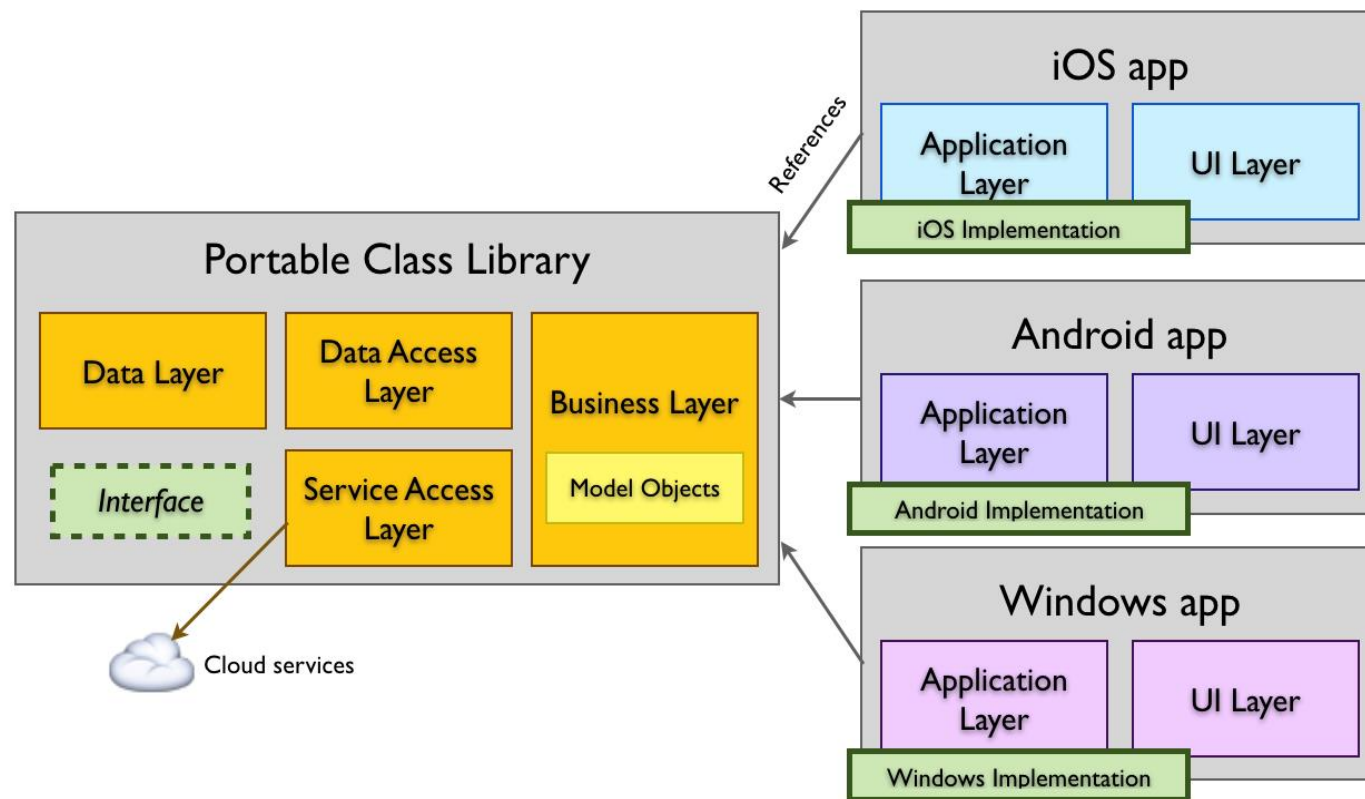 iOS app
References
Application
Layer
UI Layer
iOS Implementation
Portable Class Library
Data Layer
Data Access
Layer
Business Layer
Model Objects
Interface
Service Access
Layer
Cloud services
Android app
Application
Layer
UI Layer
Android Implementation
Windows app
Application
Layer
UI Layer
Windows Implementation